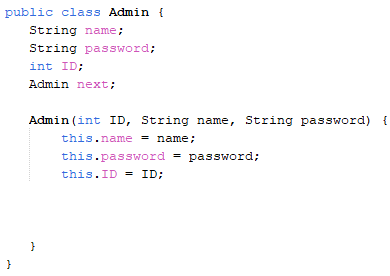 public class Admin {
String name;
String password;
int ID;
Admin next;
Admin(int ID, String name, String password) {
this.name = name;
this.password = password;
this.ID = ID;
}
}